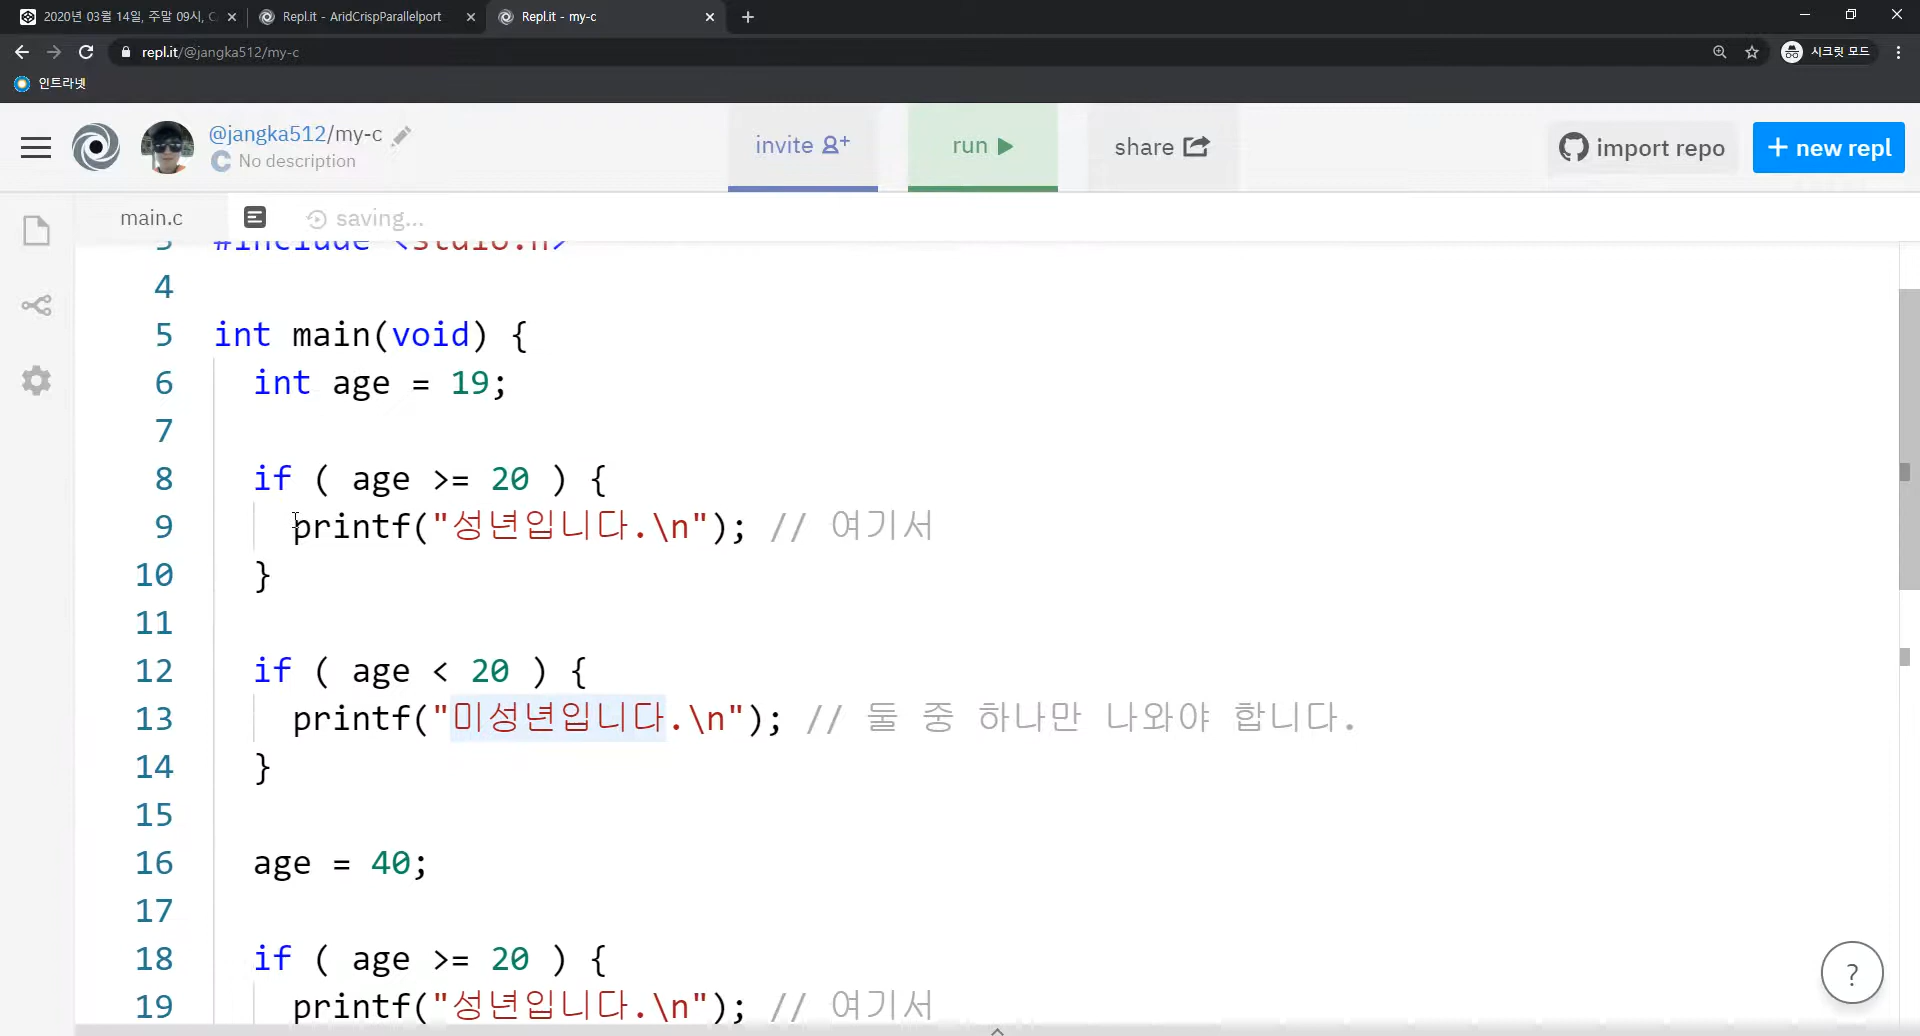 2020년 03월 14일, 주말 09시, C
Repl.it - AridCrispParallelport
Repl.it - my-c
repl.it/@jangka512/my-c
시크릿 모드
인트라넷
@jangka512/my-c
No description
invite
run
share
import repo
+ new repl
main.c
saving...
3 #include <stdio.h>
4
5 int main(void) {
6 int age = 19;
7
8 if ( age >= 20 ) {
9 printf("성년입니다.\n"); // 여기서
10 }
11
12 if ( age < 20 ) {
13 printf("미성년입니다.\n"); // 둘 중 하나만 나와야 합니다.
14 }
15
16 age = 40;
17
18 if ( age >= 20 ) {
19 printf("성년입니다.\n"); // 여기서
?